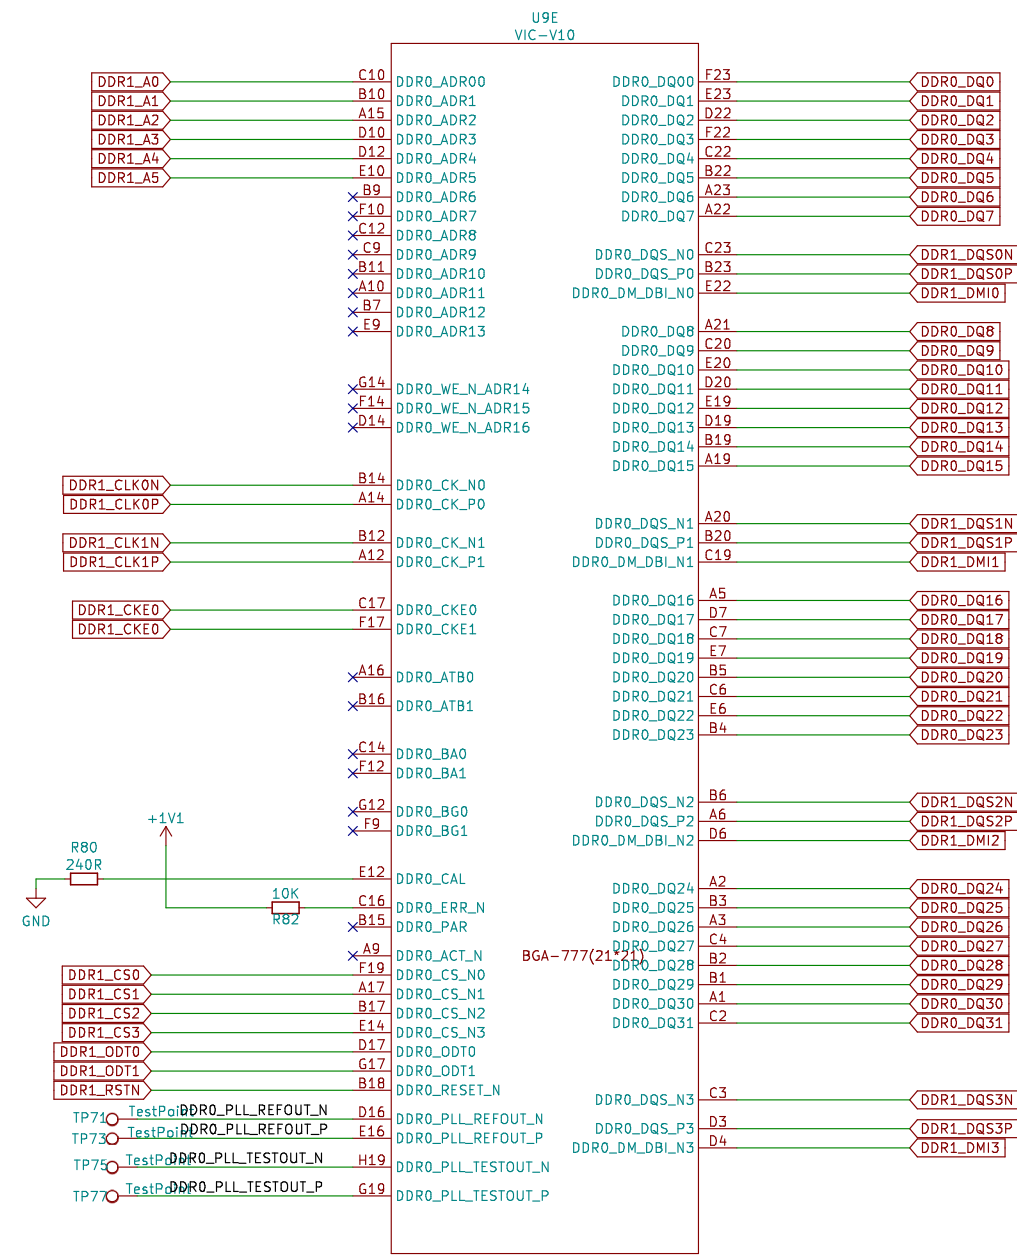 U9E
VIC-V10
DDR1_A0 C10 DDR0_ADR00 DDR0_DQ00 F23 DDR0_DQ0
DDR1_A1 B10 DDR0_ADR1 DDR0_DQ1 E23 DDR0_DQ1
DDR1_A2 A15 DDR0_ADR2 DDR0_DQ2 D22 DDR0_DQ2
DDR1_A3 D10 DDR0_ADR3 DDR0_DQ3 F22 DDR0_DQ3
DDR1_A4 D12 DDR0_ADR4 DDR0_DQ4 C22 DDR0_DQ4
DDR1_A5 E10 DDR0_ADR5 DDR0_DQ5 B22 DDR0_DQ5
B9 DDR0_ADR6 DDR0_DQ6 A23 DDR0_DQ6
F10 DDR0_ADR7 DDR0_DQ7 A22 DDR0_DQ7
C12 DDR0_ADR8
C9 DDR0_ADR9 DDR0_DQS_N0 C23 DDR1_DQS0N
B11 DDR0_ADR10 DDR0_DQS_P0 B23 DDR1_DQS0P
A10 DDR0_ADR11 DDR0_DM_DBI_N0 E22 DDR1_DMI0
B7 DDR0_ADR12
E9 DDR0_ADR13 DDR0_DQ8 A21 DDR0_DQ8
DDR0_DQ9 C20 DDR0_DQ9
DDR0_DQ10 E20 DDR0_DQ10
G14 DDR0_WE_N_ADR14 DDR0_DQ11 D20 DDR0_DQ11
F14 DDR0_WE_N_ADR15 DDR0_DQ12 E19 DDR0_DQ12
D14 DDR0_WE_N_ADR16 DDR0_DQ13 D19 DDR0_DQ13
DDR0_DQ14 B19 DDR0_DQ14
DDR0_DQ15 A19 DDR0_DQ15
DDR1_CLK0N B14 DDR0_CK_N0
DDR1_CLK0P A14 DDR0_CK_P0
DDR0_DQS_N1 A20 DDR1_DQS1N
DDR1_CLK1N B12 DDR0_CK_N1 DDR0_DQS_P1 B20 DDR1_DQS1P
DDR1_CLK1P A12 DDR0_CK_P1 DDR0_DM_DBI_N1 C19 DDR1_DMI1
DDR0_DQ16 A5 DDR0_DQ16
DDR1_CKE0 C17 DDR0_CKE0
DDR0_DQ17 D7 DDR0_DQ17
DDR1_CKE0 F17 DDR0_CKE1
DDR0_DQ18 C7 DDR0_DQ18
DDR0_DQ19 E7 DDR0_DQ19
A16 DDR0_ATB0 DDR0_DQ20 B5 DDR0_DQ20
DDR0_DQ21 C6 DDR0_DQ21
B16 DDR0_ATB1
DDR0_DQ22 E6 DDR0_DQ22
DDR0_DQ23 B4 DDR0_DQ23
C14 DDR0_BA0
F12 DDR0_BA1
DDR0_DQS_N2 B6 DDR1_DQS2N
G12 DDR0_BG0
+1V1 DDR0_DQS_P2 A6 DDR1_DQS2P
F9 DDR0_BG1
DDR0_DM_DBI_N2 D6 DDR1_DMI2
R80
240R
E12 DDR0_CAL
DDR0_DQ24 A2 DDR0_DQ24
10K
C16 DDR0_ERR_N DDR0_DQ25 B3 DDR0_DQ25
GND R82
B15 DDR0_PAR DDR0_DQ26 A3 DDR0_DQ26
DDR0_DQ27 C4 DDR0_DQ27
A9 DDR0_ACT_N BGA-777(21*21)
DDR0_DQ28 B2 DDR0_DQ28
DDR1_CS0 F19 DDR0_CS_N0
DDR0_DQ29 B1 DDR0_DQ29
DDR1_CS1 A17 DDR0_CS_N1
DDR0_DQ30 A1 DDR0_DQ30
DDR1_CS2 B17 DDR0_CS_N2
DDR0_DQ31 C2 DDR0_DQ31
DDR1_CS3 E14 DDR0_CS_N3
DDR1_ODT0 D17 DDR0_ODT0
DDR1_ODT1 G17 DDR0_ODT1
DDR1_RSTN B18 DDR0_RESET_N
DDR0_DQS_N3 C3 DDR1_DQS3N
TP71 TestPoint DDR0_PLL_REFOUT_N D16 DDR0_PLL_REFOUT_N
DDR0_DQS_P3 D3 DDR1_DQS3P
TP73 TestPoint DDR0_PLL_REFOUT_P E16 DDR0_PLL_REFOUT_P
DDR0_DM_DBI_N3 D4 DDR1_DMI3
TP75 TestPoint DDR0_PLL_TESTOUT_N H19 DDR0_PLL_TESTOUT_N
TP77 TestPoint DDR0_PLL_TESTOUT_P G19 DDR0_PLL_TESTOUT_P